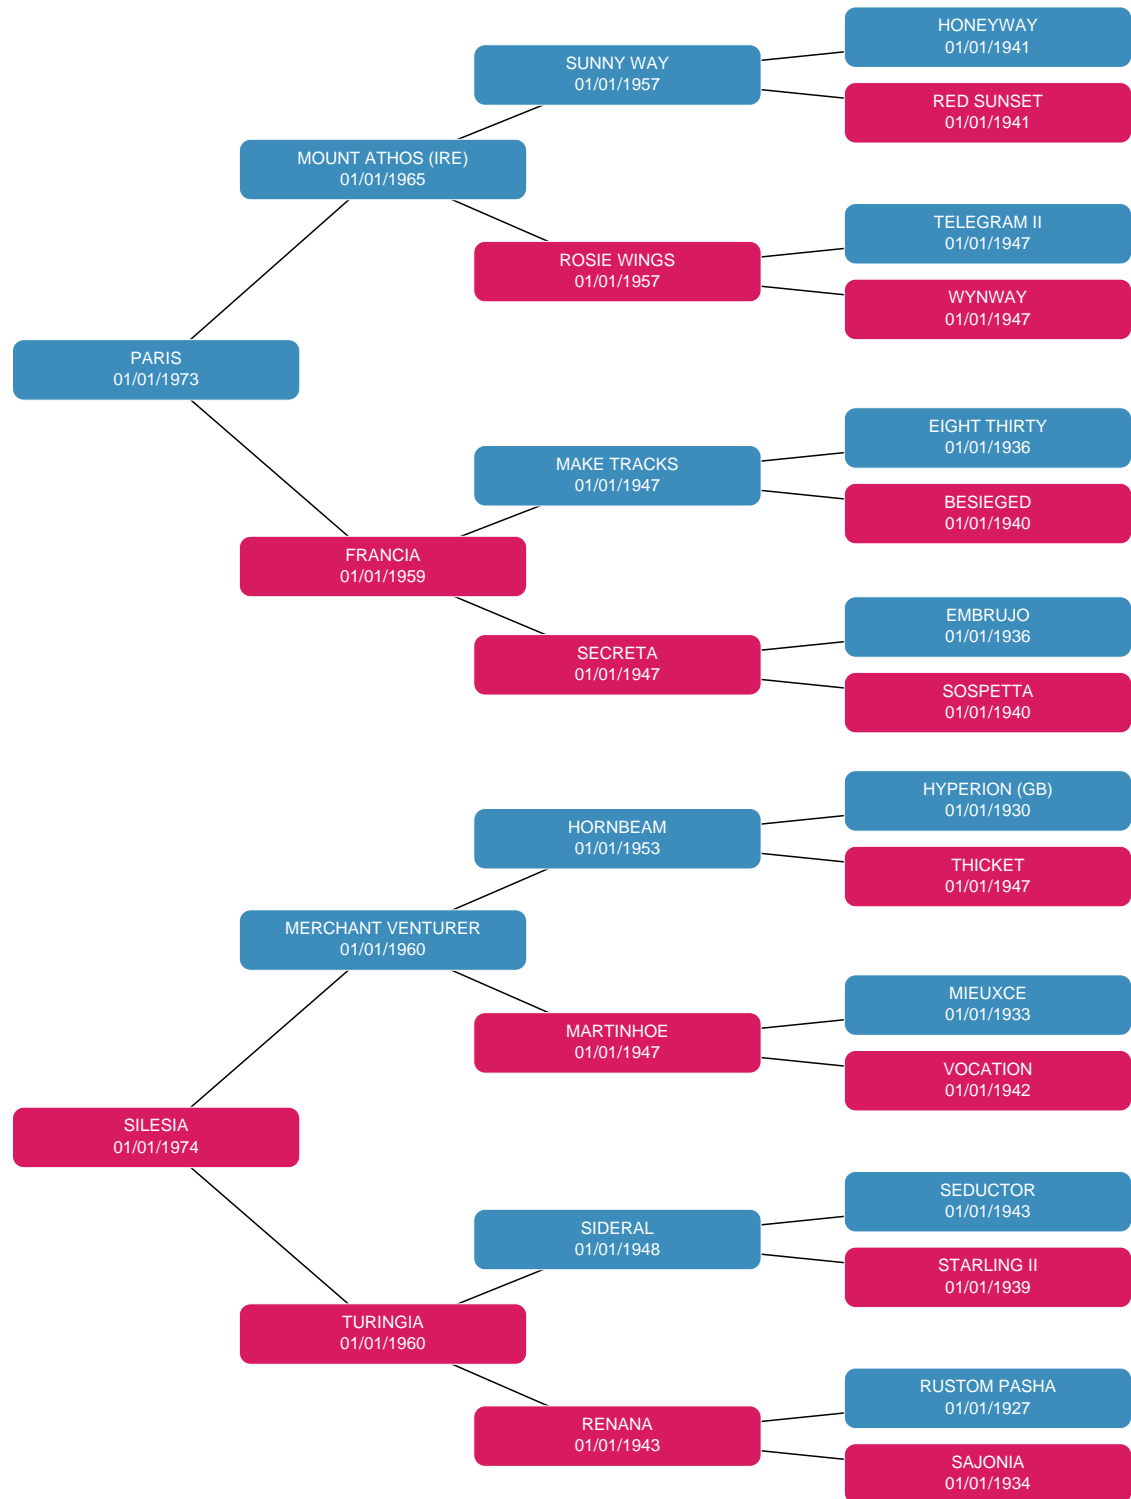 HONEYWAY
01/01/1941
SUNNY WAY
01/01/1957
RED SUNSET
01/01/1941
MOUNT ATHOS (IRE)
01/01/1965
TELEGRAM II
01/01/1947
ROSIE WINGS
01/01/1957
WYNWAY
01/01/1947
PARIS
01/01/1973
EIGHT THIRTY
01/01/1936
MAKE TRACKS
01/01/1947
BESIEGED
01/01/1940
FRANCIA
01/01/1959
EMBRUJO
01/01/1936
SECRETA
01/01/1947
SOSPETTA
01/01/1940
HYPERION (GB)
01/01/1930
HORNBEAM
01/01/1953
THICKET
01/01/1947
MERCHANT VENTURER
01/01/1960
MIEUXCE
01/01/1933
MARTINHOE
01/01/1947
VOCATION
01/01/1942
SILESIA
01/01/1974
SEDUCTOR
01/01/1943
SIDERAL
01/01/1948
STARLING II
01/01/1939
TURINGIA
01/01/1960
RUSTOM PASHA
01/01/1927
RENANA
01/01/1943
SAJONIA
01/01/1934